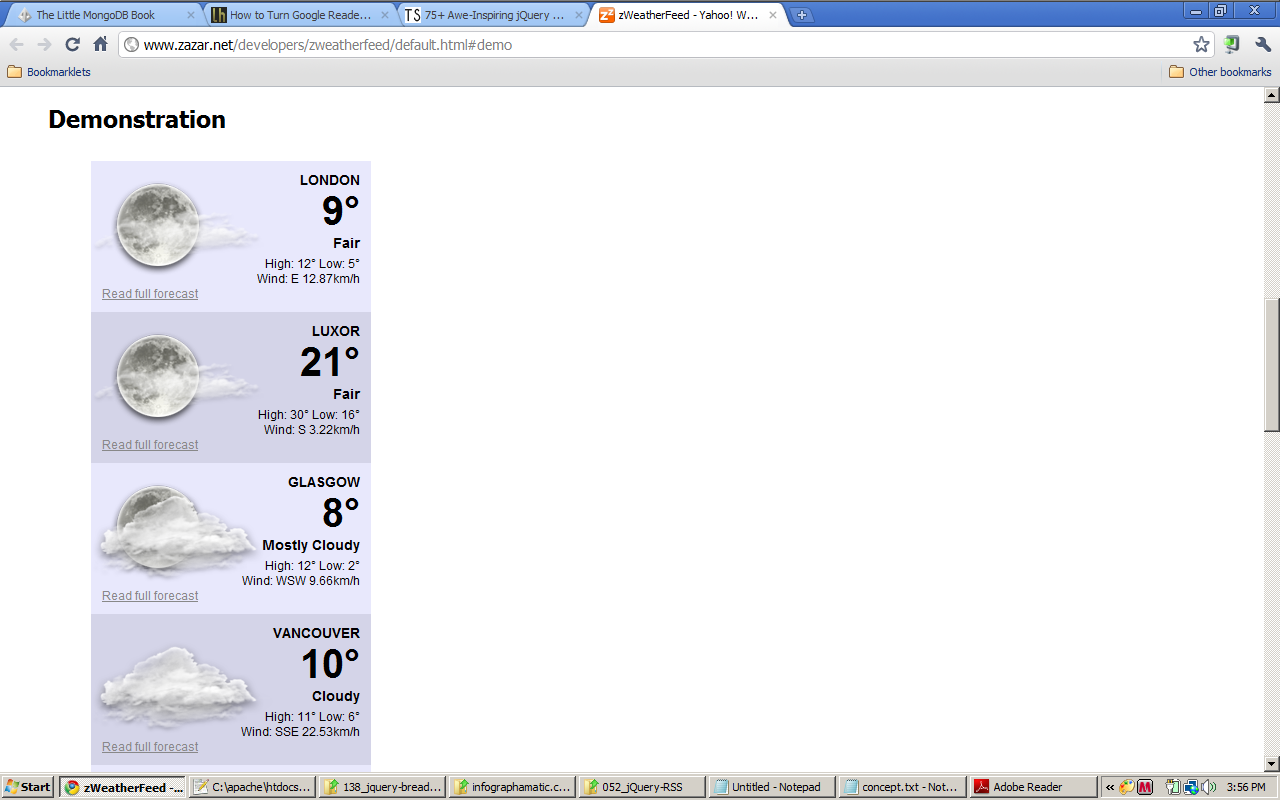 The Little MongoDB Book
How to Turn Google Reade...
TS 75+ Awe-Inspiring jQuery ...
zWeatherFeed - Yahoo! W...
www.zazar.net/developers/zweatherfeed/default.html#demo
Bookmarklets
Other bookmarks
Demonstration
LONDON
9°
Fair
High: 12° Low: 5°
Wind: E 12.87km/h
Read full forecast
LUXOR
21°
Fair
High: 30° Low: 16°
Wind: S 3.22km/h
Read full forecast
GLASGOW
8°
Mostly Cloudy
High: 12° Low: 2°
Wind: WSW 9.66km/h
Read full forecast
VANCOUVER
10°
Cloudy
High: 11° Low: 6°
Wind: SSE 22.53km/h
Read full forecast
Start
zWeatherFeed -...
C:\apache\htdocs...
138_jquery-bread...
infographamatic.c...
052_jQuery-RSS
Untitled - Notepad
concept.txt - Not...
Adobe Reader
3:56 PM